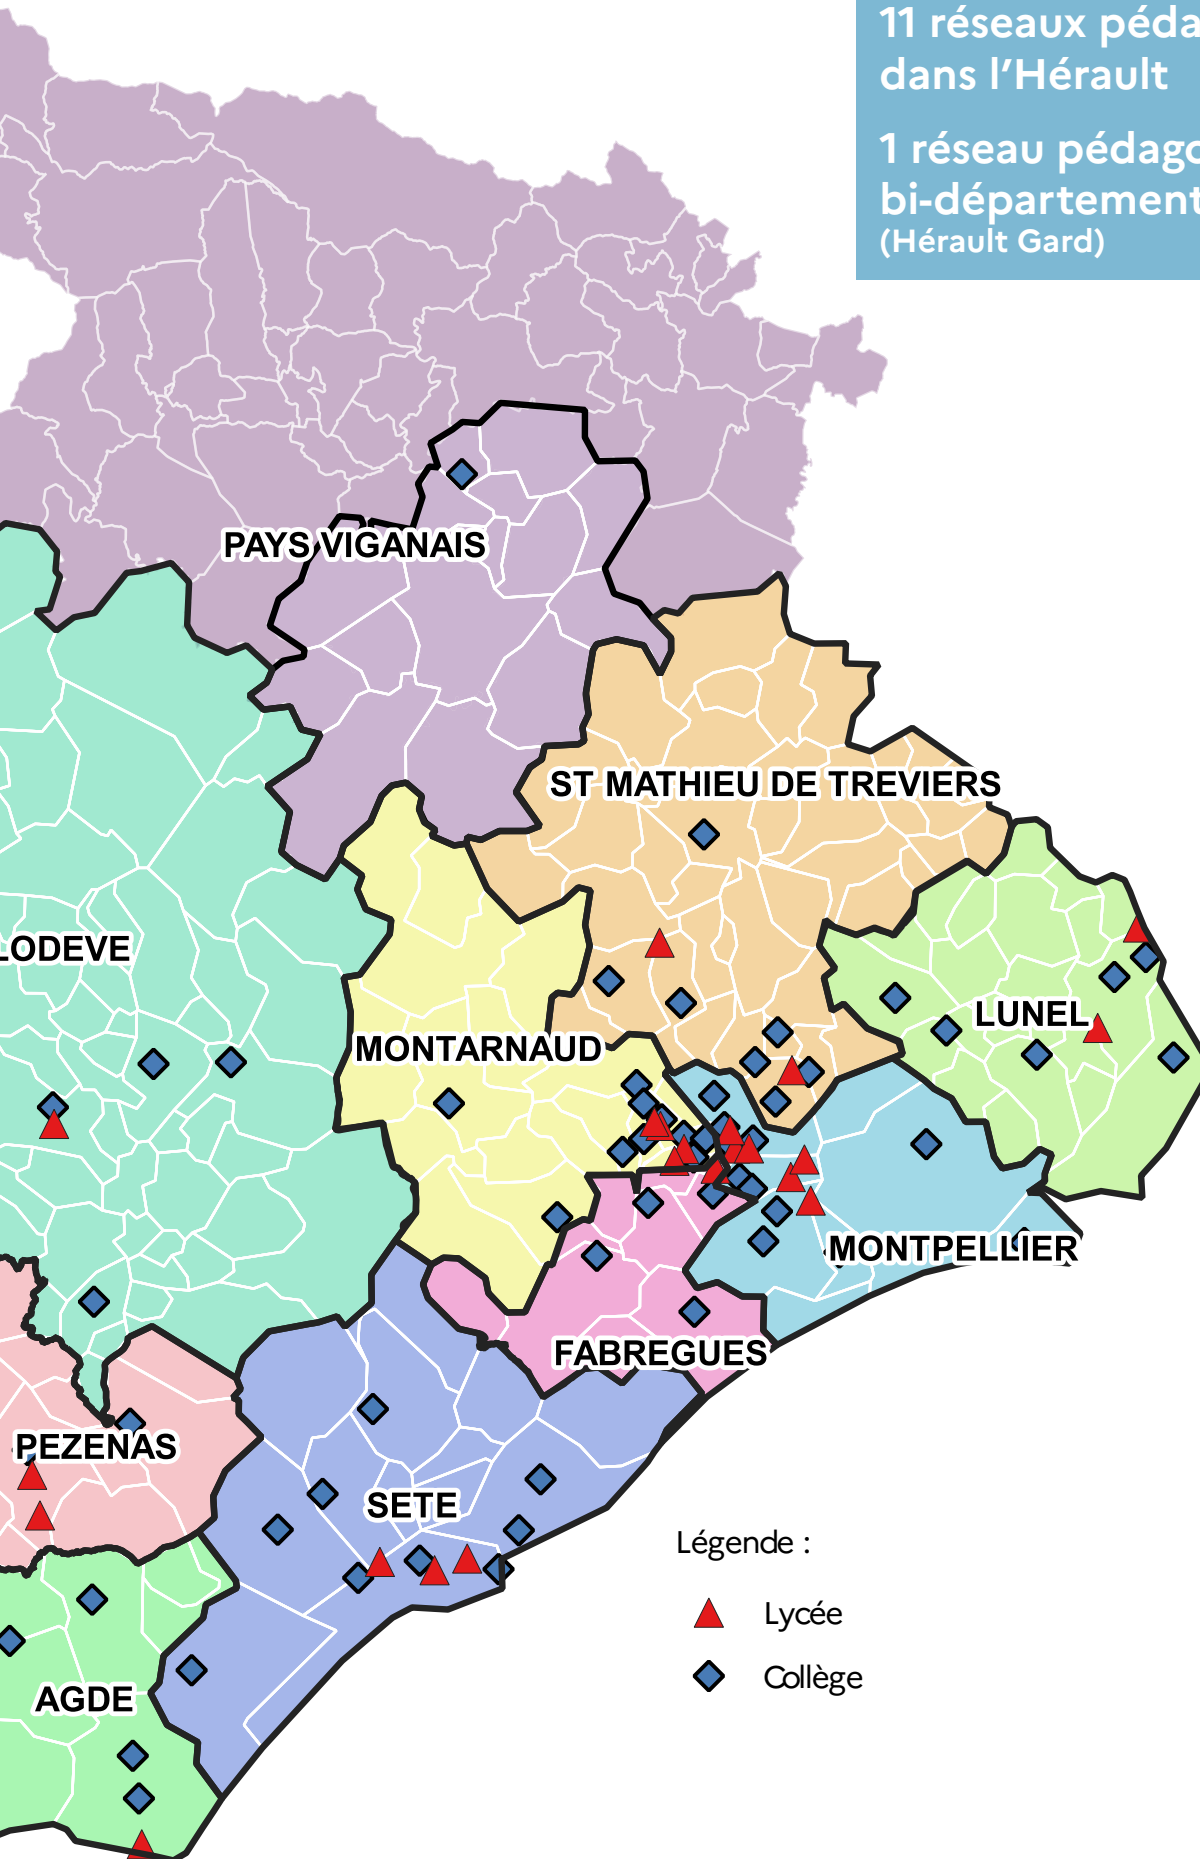 11 réseaux péda
dans l'Hérault
1 réseau pédago
bi-département
(Hérault Gard)
PAYS VIGANAIS
ST MATHIEU DE TREVIERS
LODEVE
LUNEL
MONTARNAUD
MONTPELLIER
FABREGUES
PEZENAS
SETE
Légende :
Lycée
Collège
AGDE